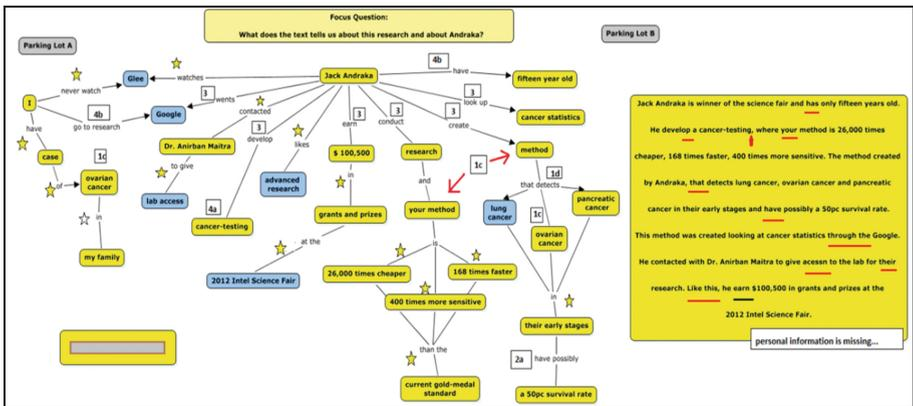 Focus Question:
What does the text tells us about this research and about Andraka?
Parking Lot A
Parking Lot B
Jack Andraka
watches
Glee
never watch
I
4b
go to research
Google
3
wents
have
case
of
1c
ovarian
cancer
in
my family
contacted
Dr. Anirban Maitra
to give
lab access
3
develop
4a
cancer-testing
likes
advanced
research
earn
3
$ 100,500
in
grants and prizes
at the
2012 Intel Science Fair
3
conduct
research
and
your method
is
26,000 times cheaper
168 times faster
400 times more sensitive
than the
current gold-medal
standard
4b
have
fifteen year old
3
look up
cancer statistics
3
create
method
1c
1d
that detects
lung
cancer
1c
ovarian
cancer
pancreatic
cancer
in
their early stages
2a
have possibly
a 50pc survival rate
Jack Andraka is winner of the science fair and has only fifteen years old.
He develop a cancer-testing, where your method is 26,000 times
cheaper, 168 times faster, 400 times more sensitive. The method created
by Andraka, that detects lung cancer, ovarian cancer and pancreatic
cancer in their early stages and have possibly a 50pc survival rate.
This method was created looking at cancer statistics through the Google.
He contacted with Dr. Anirban Maitra to give acessn to the lab for their
research. Like this, he earn $100,500 in grants and prizes at the
2012 Intel Science Fair.
personal information is missing...